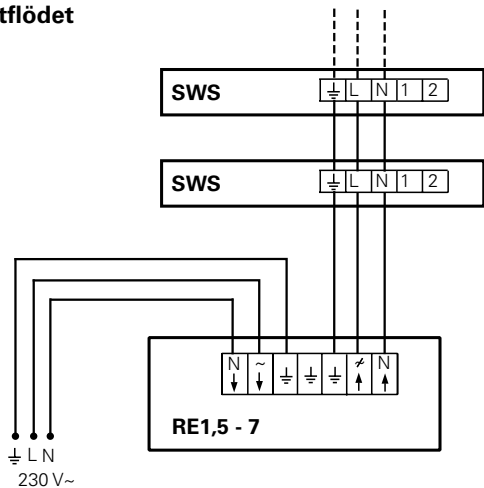 tflödet
SWS
⏚ L N 1 2
SWS
⏚ L N 1 2
N ~ ⏚ ⏚ ⏚ ≁ N
↓ ↓ ↑ ↑
RE1,5 - 7
⏚ L N
230 V~